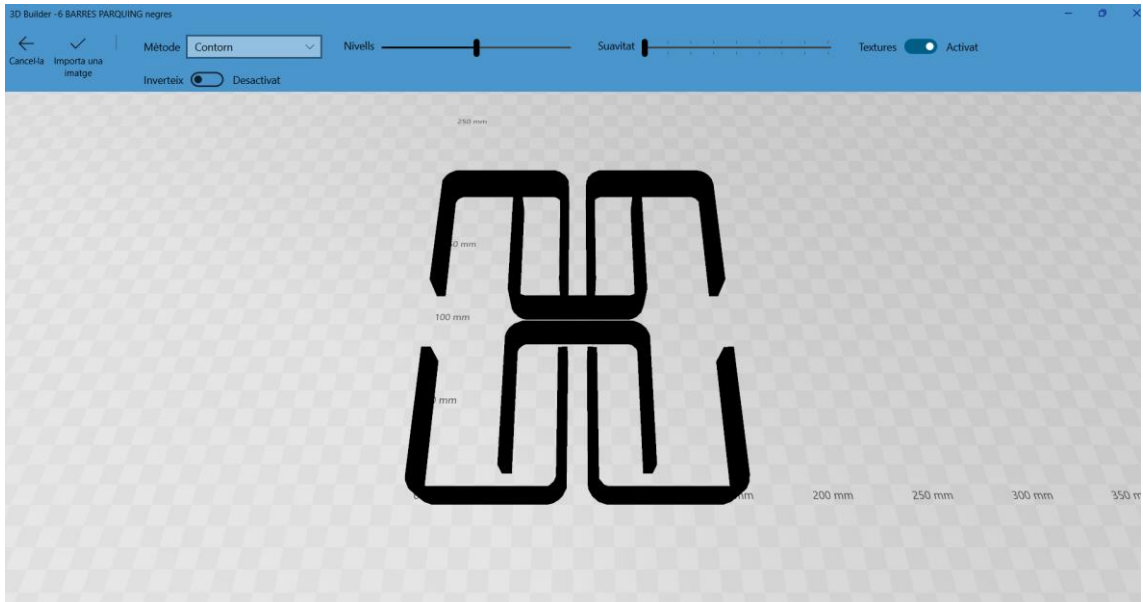 3D Builder -6 BARRES PARQUING negres
Cancel·la
Importa una
imatge
Mètode
Contorn
Nivells
Suavitat
Textures
Activat
Inverteix
Desactivat
250 mm
100 mm
200 mm
250 mm
300 mm